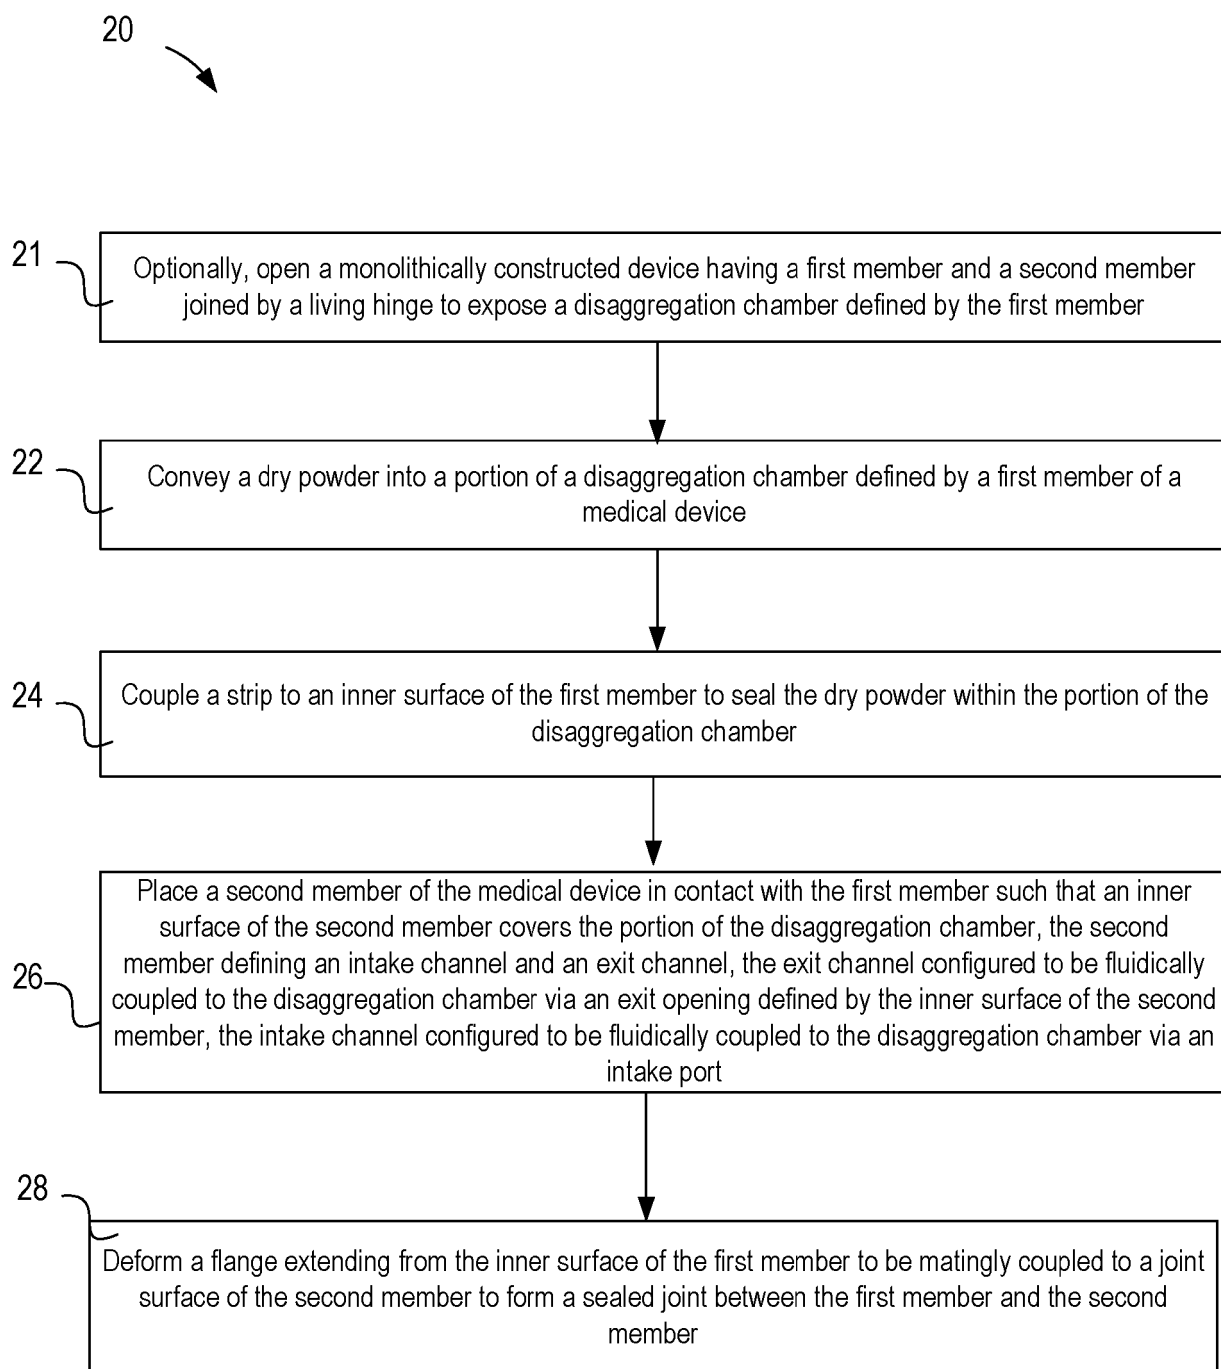 20
21
Optionally, open a monolithically constructed device having a first member and a second member
joined by a living hinge to expose a disaggregation chamber defined by the first member
22
Convey a dry powder into a portion of a disaggregation chamber defined by a first member of a
medical device
24
Couple a strip to an inner surface of the first member to seal the dry powder within the portion of the
disaggregation chamber
26
Place a second member of the medical device in contact with the first member such that an inner
surface of the second member covers the portion of the disaggregation chamber, the second
member defining an intake channel and an exit channel, the exit channel configured to be fluidically
coupled to the disaggregation chamber via an exit opening defined by the inner surface of the second
member, the intake channel configured to be fluidically coupled to the disaggregation chamber via an
intake port
28
Deform a flange extending from the inner surface of the first member to be matingly coupled to a joint
surface of the second member to form a sealed joint between the first member and the second
member